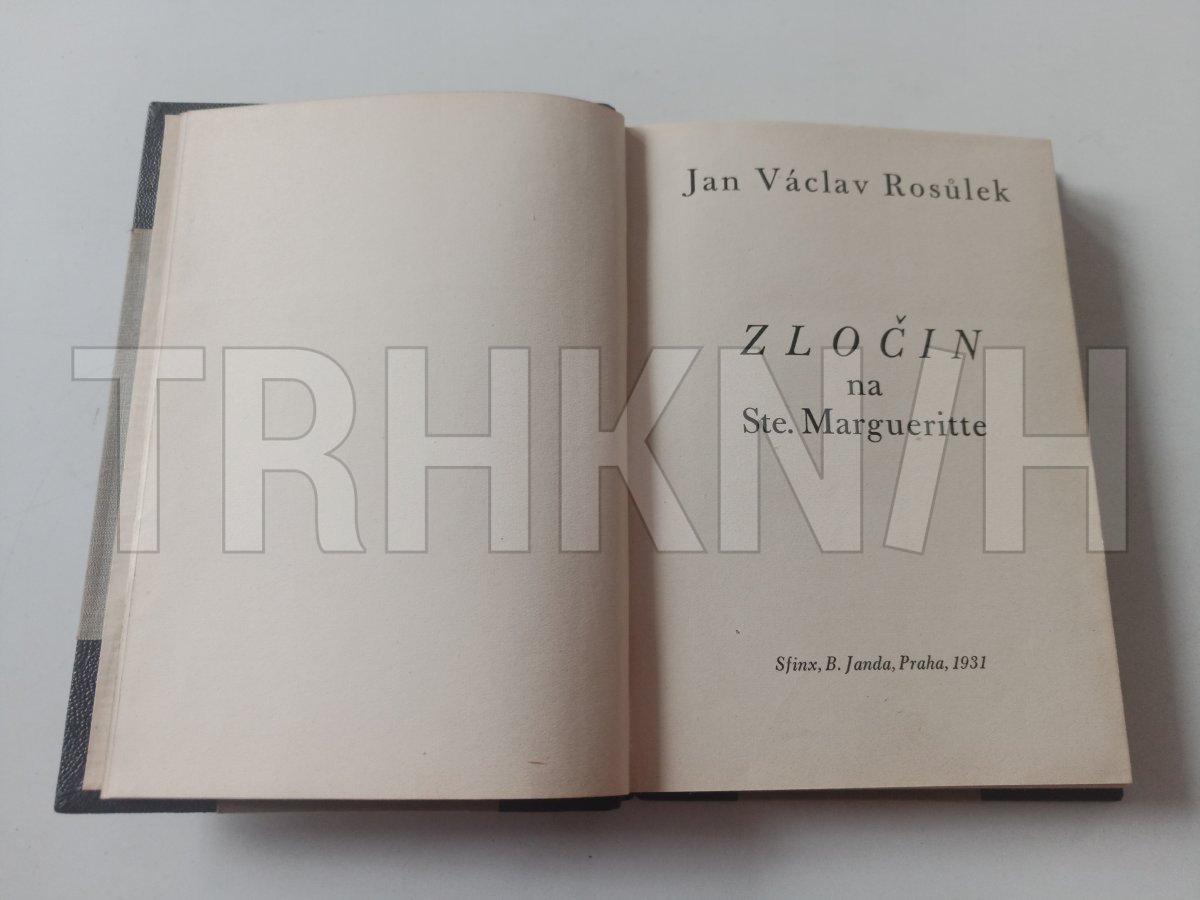 Jan Václav Rosůlek
ZLOČIN
na
Ste. Margueritte
TRHKNIH
Sfinx, B. Janda, Praha, 1931